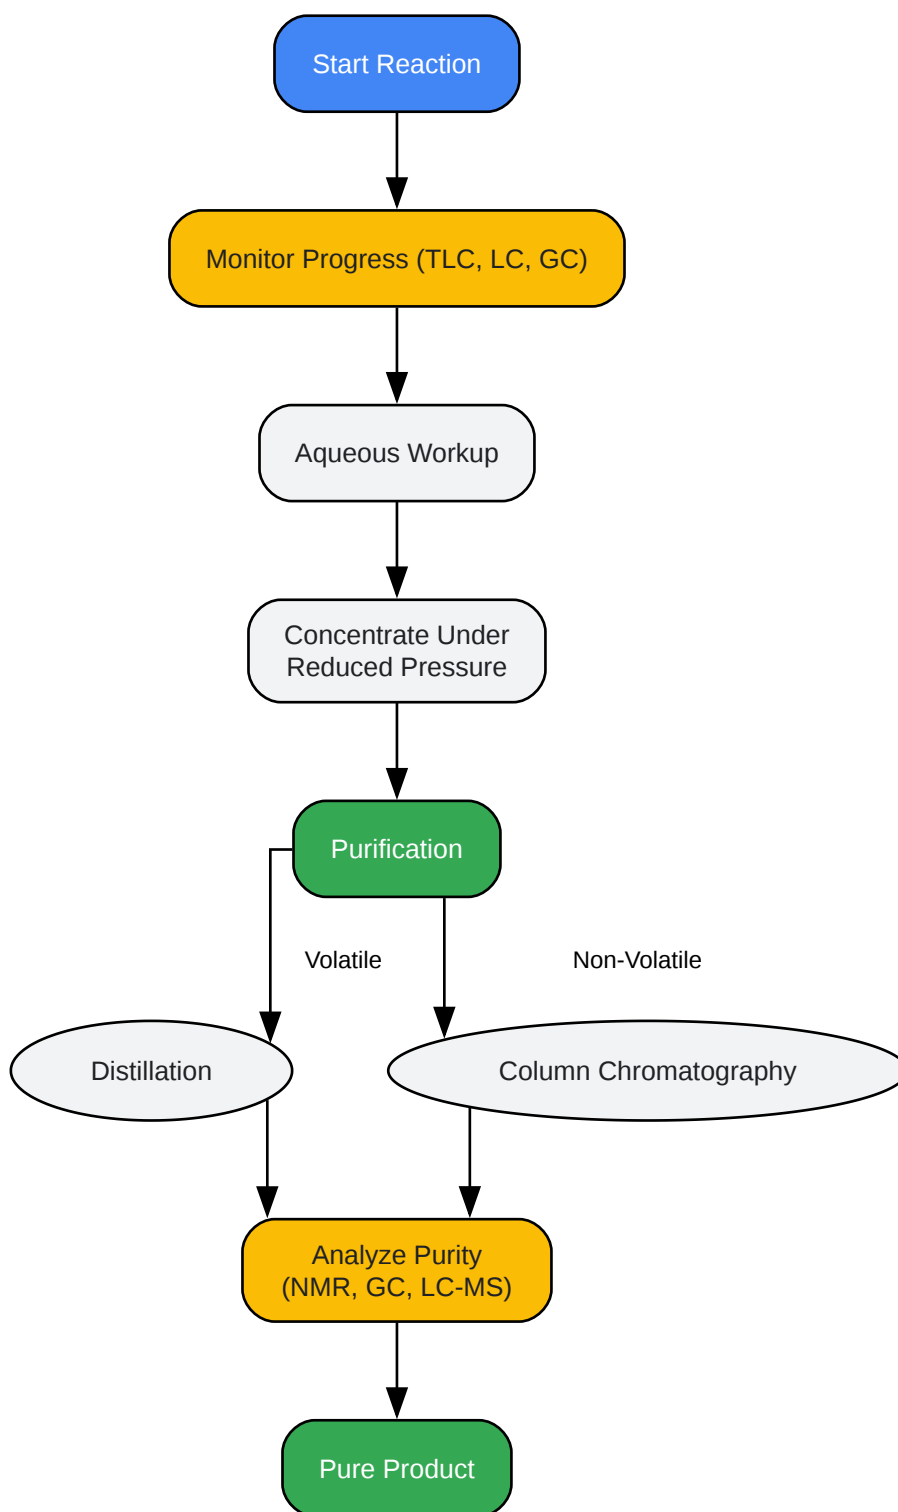 Start Reaction
Monitor Progress (TLC, LC, GC)
Aqueous Workup
Concentrate Under
Reduced Pressure
Purification
Volatile
Non-Volatile
Distillation
Column Chromatography
Analyze Purity
(NMR, GC, LC-MS)
Pure Product